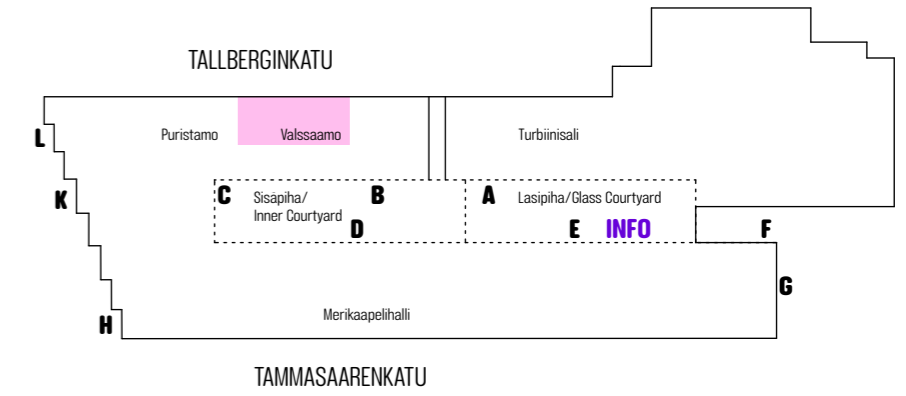 TALLBERGINKATU
L
Puristamo
Valssaamo
Turbiinisali
K
C
Sisäpiha/
Inner Courtyard
B
D
A
Lasipiha/Glass Courtyard
E
INFO
F
G
H
Merikaapelihalli
TAMMASAARENKATU